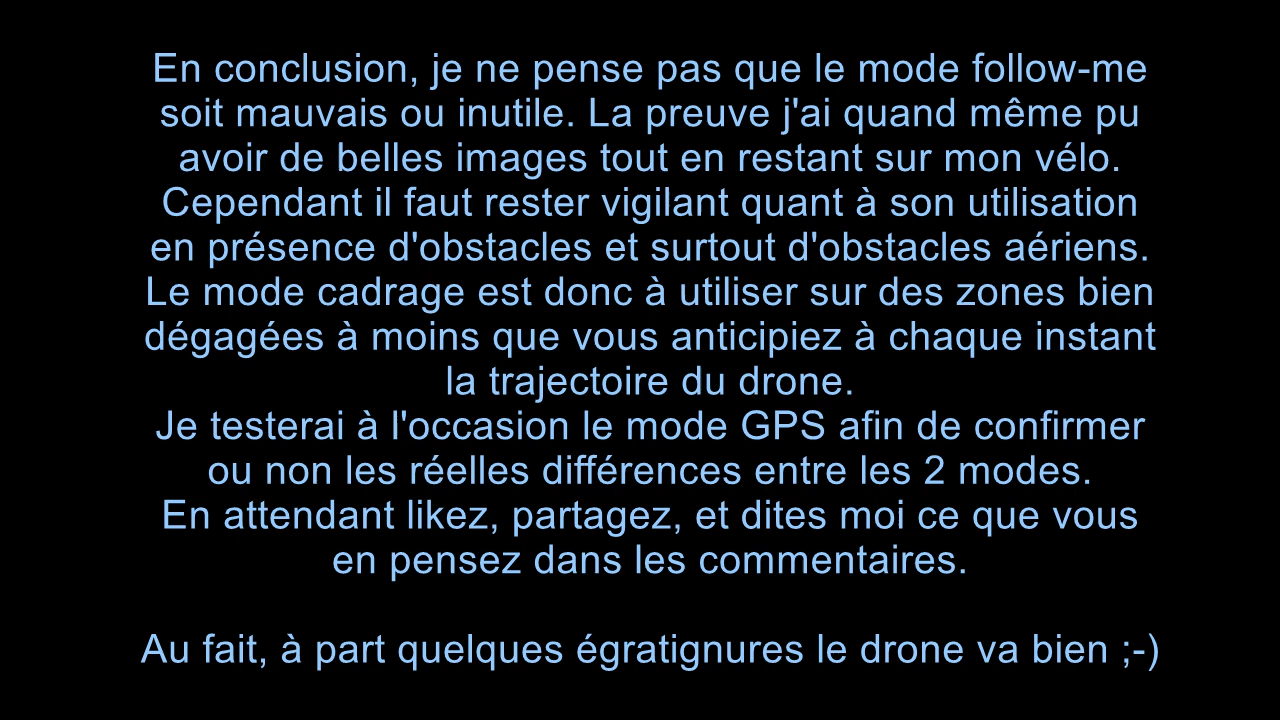 En conclusion, je ne pense pas que le mode follow-me
soit mauvais ou inutile. La preuve j'ai quand même pu
avoir de belles images tout en restant sur mon vélo.
Cependant il faut rester vigilant quant à son utilisation
en présence d'obstacles et surtout d'obstacles aériens.
Le mode cadrage est donc à utiliser sur des zones bien
dégagées à moins que vous anticipiez à chaque instant
la trajectoire du drone.
Je testerai à l'occasion le mode GPS afin de confirmer
ou non les réelles différences entre les 2 modes.
En attendant likez, partagez, et dites moi ce que vous
en pensez dans les commentaires.
Au fait, à part quelques égratignures le drone va bien ;-)